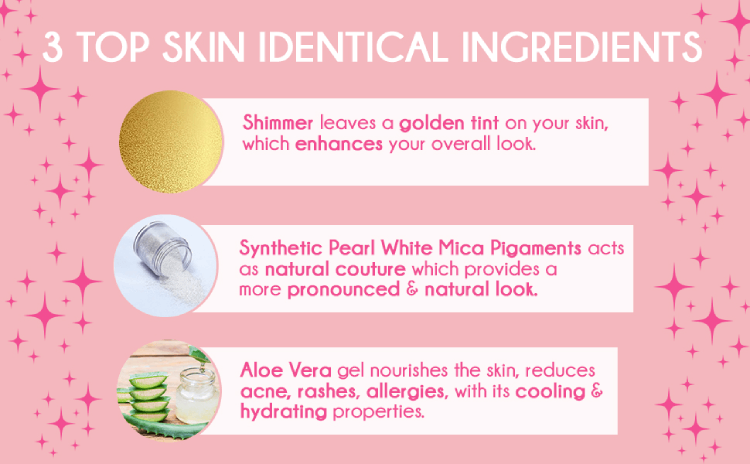 3 TOP SKIN IDENTICAL INGREDIENTS
Shimmer leaves a golden tint on your skin,
which enhances your overall look.
Synthetic Pearl White Mica Pigaments acts
as natural couture which provides a
more pronounced & natural look.
Aloe Vera gel nourishes the skin, reduces
acne, rashes, allergies, with its cooling &
hydrating properties.